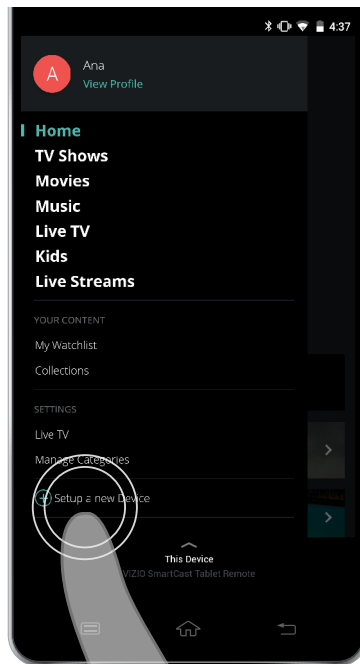 4:37
A
Ana
View Profile
Home
TV Shows
Movies
Music
Live TV
Kids
Live Streams
YOUR CONTENT
My Watchlist
Collections
SETTINGS
Live TV
Manage Categories
Setup a new Device
This Device
VIZIO SmartCast Tablet Remote